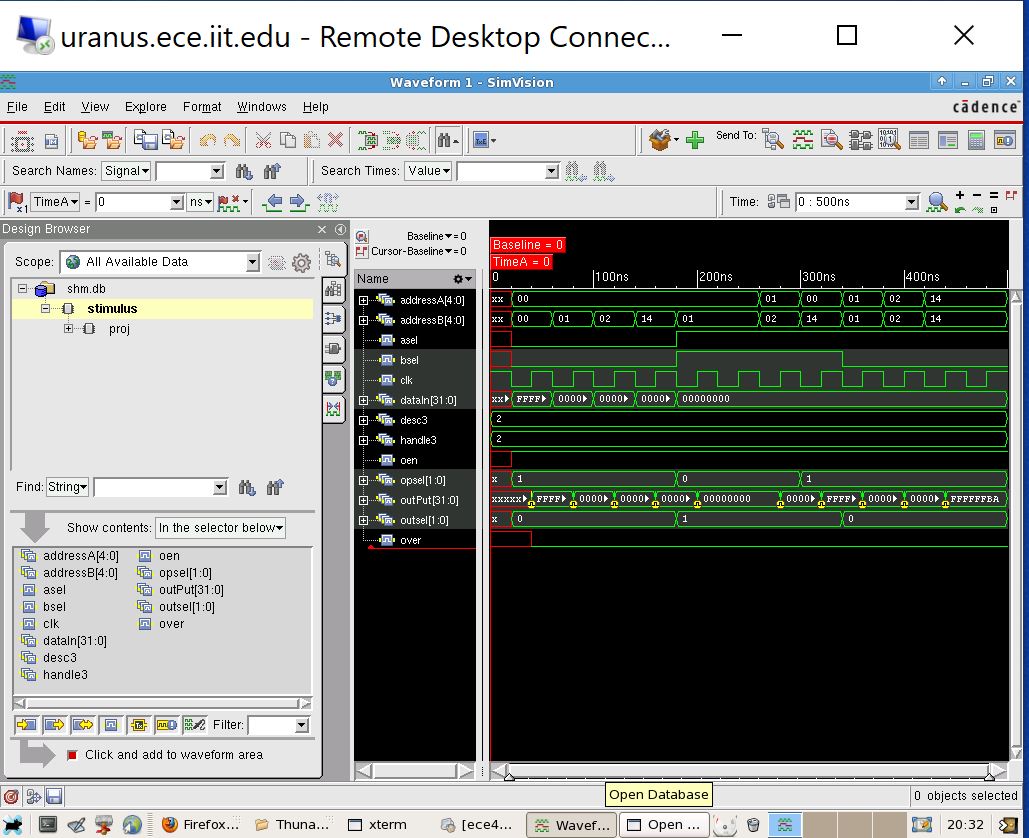 uranus.ece.iit.edu - Remote Desktop Connec...
Waveform 1 - SimVision
File Edit View Explore Format Windows Help
cādence
Send To:
Search Names: Signal Search Times: Value
TimeA = 0 ns Time: 0 : 500ns
Design Browser
Scope: All Available Data
shm.db
stimulus
proj
Find: String
Show contents: In the selector below
addressA[4:0] oen
addressB[4:0] opsel[1:0]
asel outPut[31:0]
bsel outsel[1:0]
clk over
dataIn[31:0]
desc3
handle3
Filter:
Click and add to waveform area
Baseline = 0
Cursor-Baseline = 0
Name
Baseline = 0
TimeA = 0
0 100ns 200ns 300ns 400ns
addressA[4:0] xx 00 01 00 01 02 14
addressB[4:0] xx 00 01 02 14 01 02 14 01 02 14
asel
bsel
clk
dataIn[31:0] xx FFFF 0000 0000 0000 00000000
desc3 2
handle3 2
oen
opsel[1:0] x 1 0 1
outPut[31:0] xxxxx FFFF 0000 0000 0000 00000000 0000 FFFF 0000 0000 FFFFFFBA
outsel[1:0] x 0 1 0
over
Open Database
0 objects selected
Firefox... Thuna... xterm [ece4... Wavef... Open ... 20:32